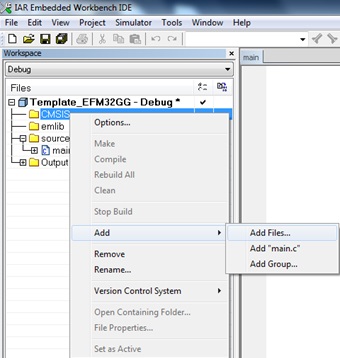 IAR Embedded Workbench IDE
File Edit View Project Simulator Tools Window Help
Workspace
Debug
main
Files
Template_EFM32GG - Debug *
CMSIS
emlib
source
main
Output
Options...
Make
Compile
Rebuild All
Clean
Stop Build
Add
Add Files...
Add "main.c"
Add Group...
Remove
Rename...
Version Control System
Open Containing Folder...
File Properties...
Set as Active